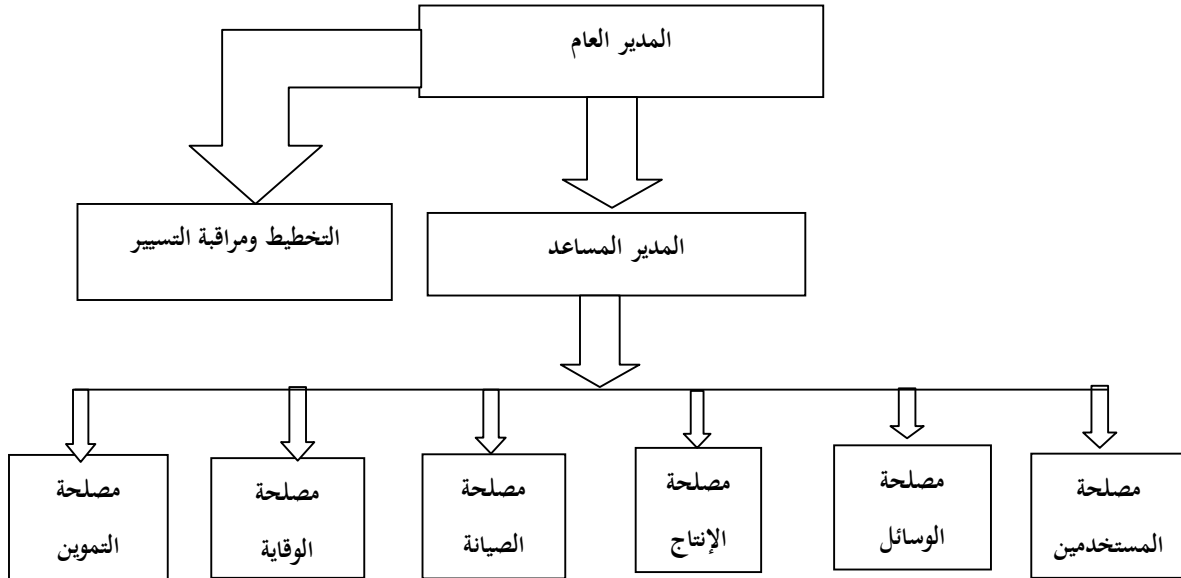 المدير العام
التخطيط ومراقبة التسيير
المدير المساعد
مصلحة
المستخدمين
مصلحة
الوسائل
مصلحة
الإنتاج
مصلحة
الصيانة
مصلحة
الوقاية
مصلحة
التموين